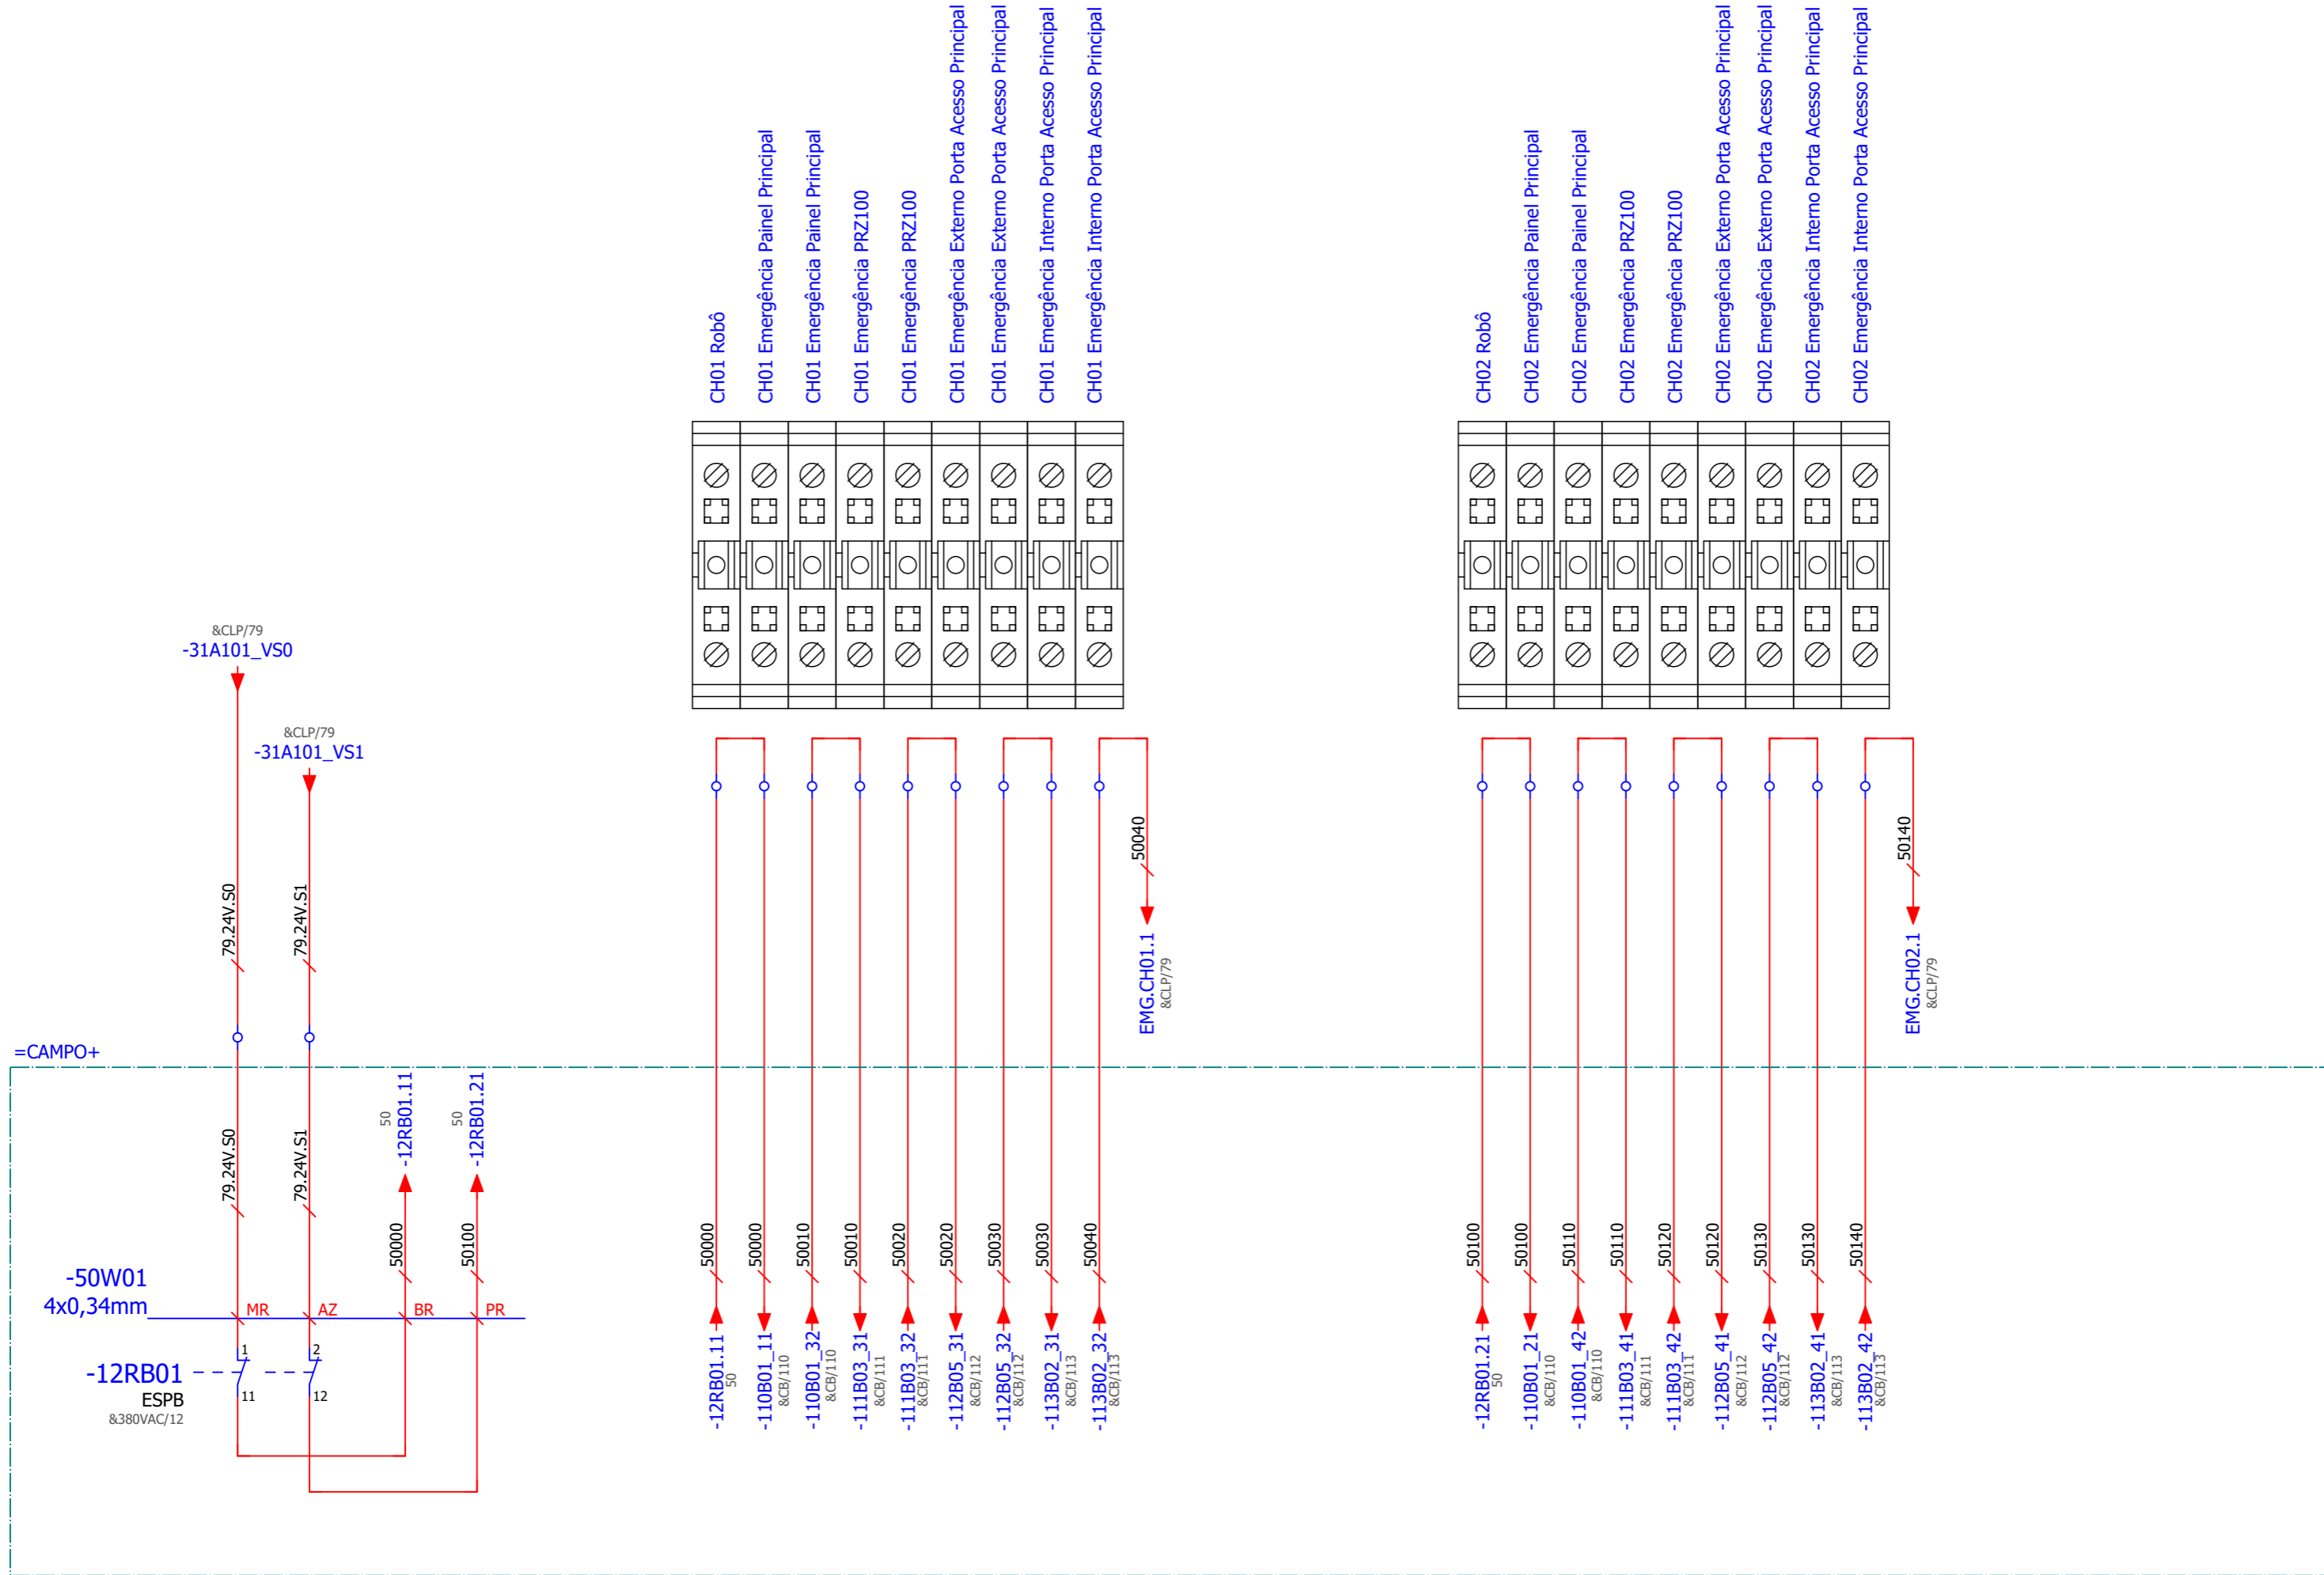 CH01 Robô
CH01 Emergência Painel Principal
CH01 Emergência Painel Principal
CH01 Emergência PRZ100
CH01 Emergência PRZ100
CH01 Emergência Externo Porta Acesso Principal
CH01 Emergência Externo Porta Acesso Principal
CH01 Emergência Interno Porta Acesso Principal
CH01 Emergência Interno Porta Acesso Principal
CH02 Robô
CH02 Emergência Painel Principal
CH02 Emergência Painel Principal
CH02 Emergência PRZ100
CH02 Emergência PRZ100
CH02 Emergência Externo Porta Acesso Principal
CH02 Emergência Externo Porta Acesso Principal
CH02 Emergência Interno Porta Acesso Principal
CH02 Emergência Interno Porta Acesso Principal
&CLP/79
-31A101_VS0
&CLP/79
-31A101_VS1
79.24V.S0
79.24V.S1
50040
EMG.CH01.1
&CLP/79
50140
EMG.CH02.1
&CLP/79
=CAMPO+
79.24V.S0
79.24V.S1
50
-12RB01.11
50
-12RB01.21
50000
50100
-50W01
4x0,34mm
MR
AZ
BR
PR
1
2
-12RB01
11
12
ESPB
&380VAC/12
50000
50000
50010
50010
50020
50020
50030
50030
50040
-12RB01.11
50
-110B01_11
&CB/110
-110B01_32
&CB/110
-111B03_31
&CB/111
-111B03_32
&CB/111
-112B05_31
&CB/112
-112B05_32
&CB/112
-113B02_31
&CB/113
-113B02_32
&CB/113
50100
50100
50110
50110
50120
50120
50130
50130
50140
-12RB01.21
50
-110B01_21
&CB/110
-110B01_42
&CB/110
-111B03_41
&CB/111
-111B03_42
&CB/111
-112B05_41
&CB/112
-112B05_42
&CB/112
-113B02_41
&CB/113
-113B02_42
&CB/113